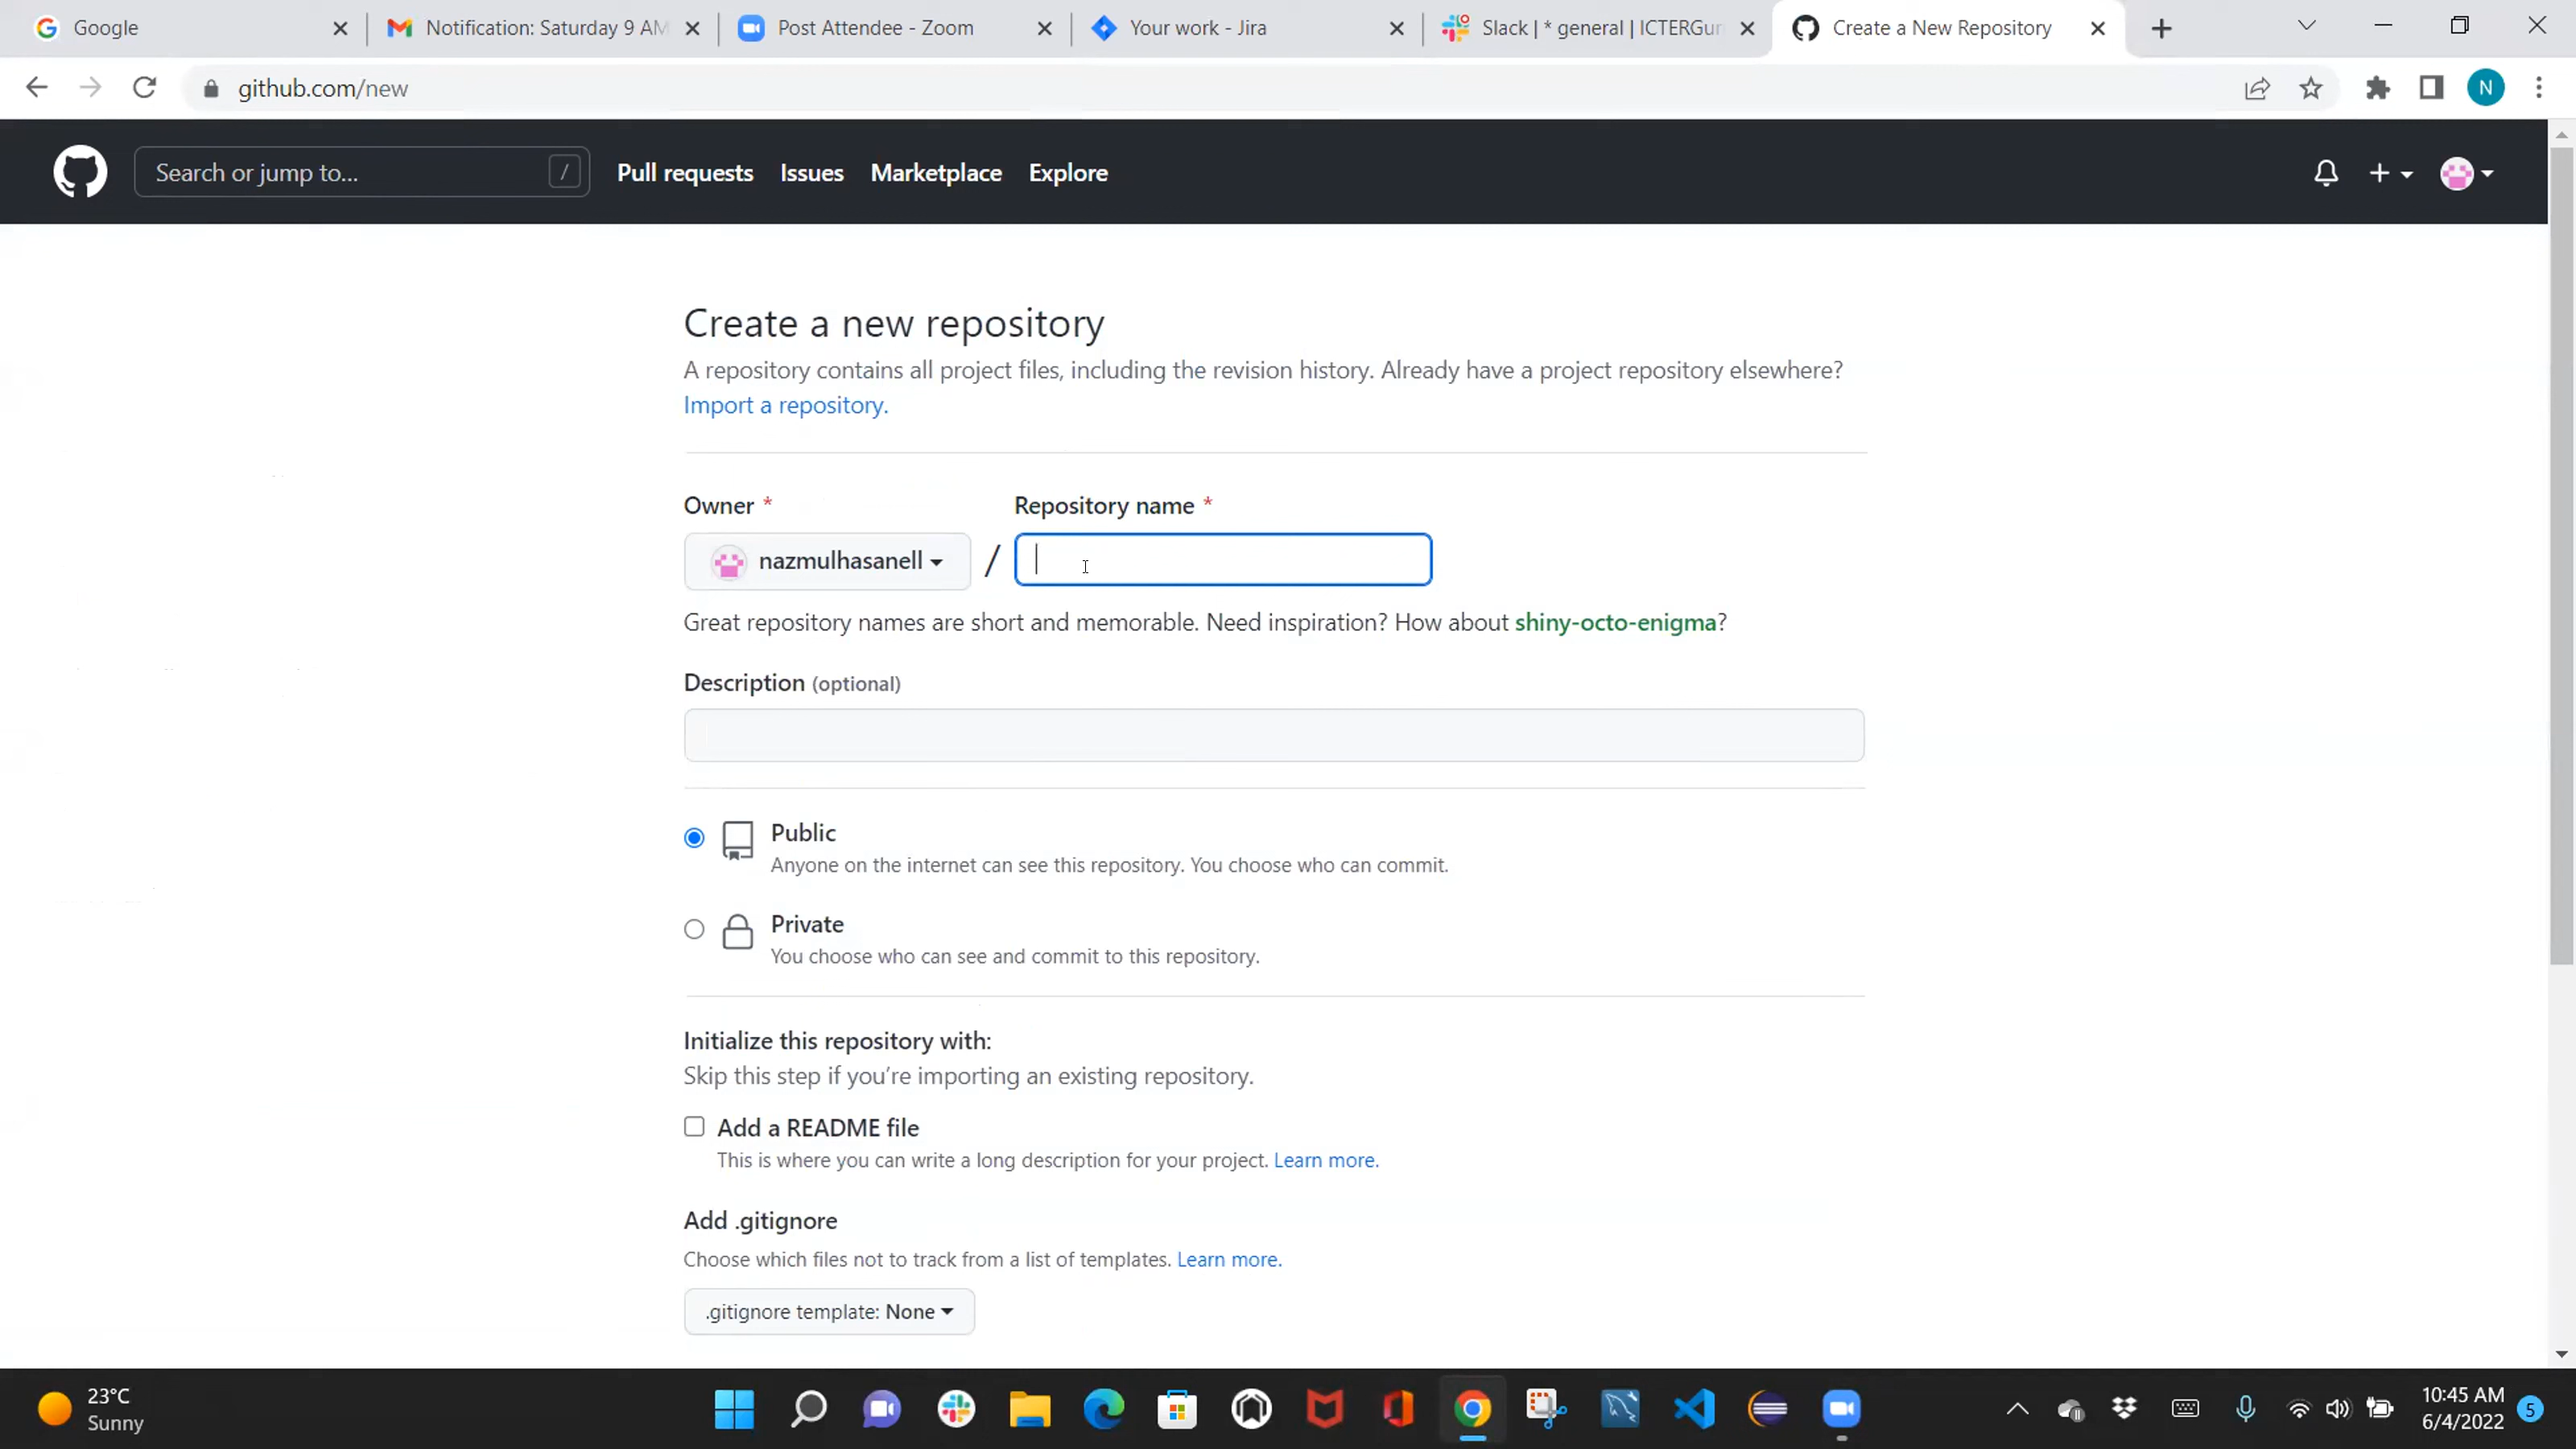 Google
Notification: Saturday 9 AM
Post Attendee - Zoom
Your work - Jira
Slack | * general | ICTERGur
Create a New Repository
github.com/new
N
Search or jump to... /
Pull requests
Issues
Marketplace
Explore
Create a new repository
A repository contains all project files, including the revision history. Already have a project repository elsewhere?
Import a repository.
Owner *
Repository name *
nazmulhasanell /
Great repository names are short and memorable. Need inspiration? How about shiny-octo-enigma?
Description (optional)
Public
Anyone on the internet can see this repository. You choose who can commit.
Private
You choose who can see and commit to this repository.
Initialize this repository with:
Skip this step if you’re importing an existing repository.
Add a README file
This is where you can write a long description for your project. Learn more.
Add .gitignore
Choose which files not to track from a list of templates. Learn more.
.gitignore template: None
23°C
Sunny
10:45 AM
6/4/2022
5